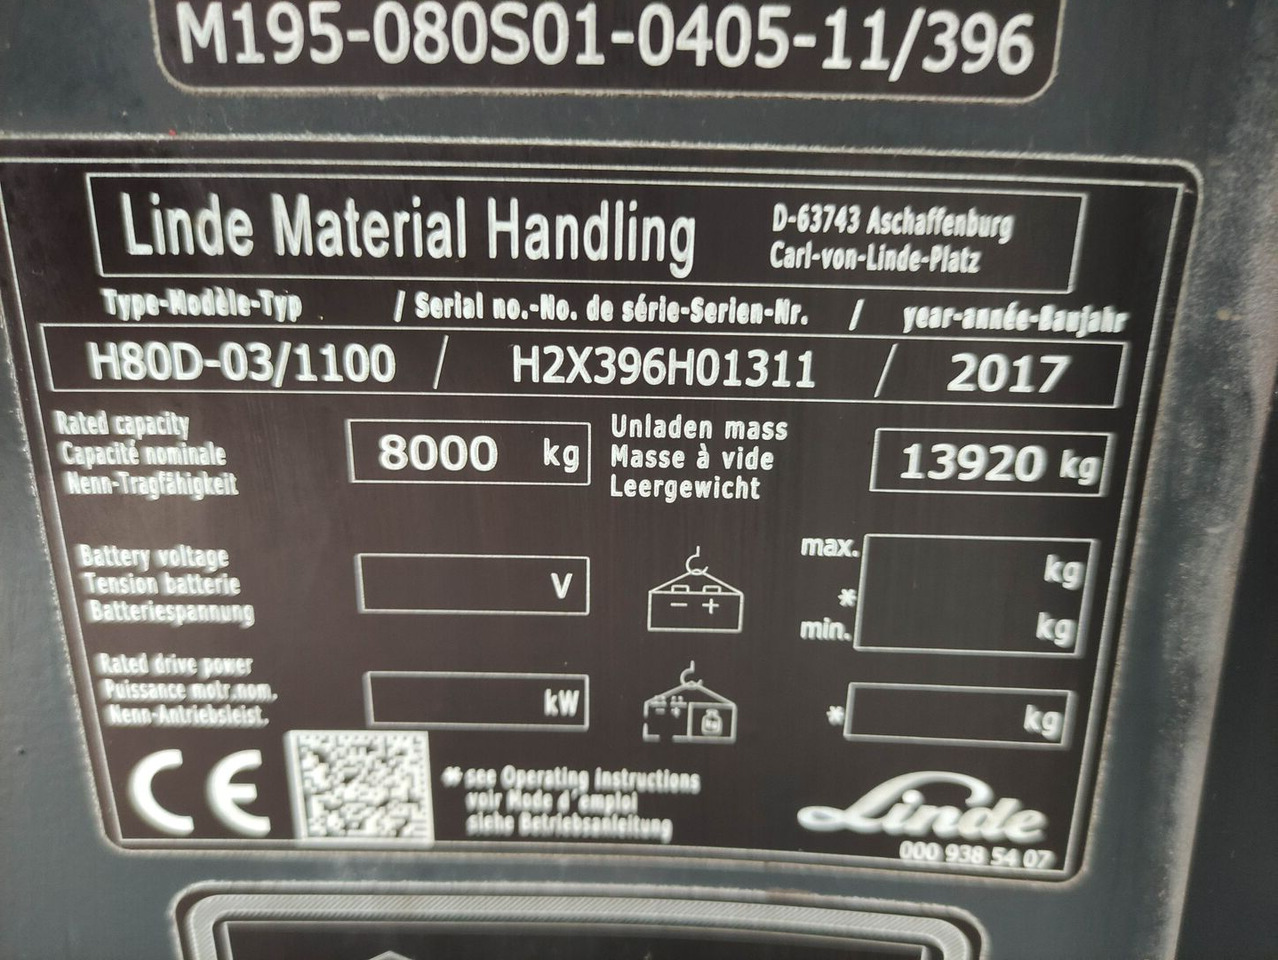 M195-080S01-0405-11/396
Linde Material Handling
D-63743 Aschaffenburg
Carl-von-Linde-Platz
Type-Modèle-Typ / Serial no.-No. de série-Serien-Nr. / year-année-Baujahr
H80D-03/1100 / H2X396H01311 / 2017
Rated capacity
Capacité nominale
Nenn-Tragfähigkeit
8000 kg
Unladen mass
Masse à vide
Leergewicht
13920 kg
Battery voltage
Tension batterie
Batteriespannung
V
- +
max. kg
*
min. kg
Rated drive power
Puissance motr.nom.
Nenn-Antriebsleist.
kW
- +
kg
* kg
CE
* see Operating Instructions
voir Mode d'emploi
siehe Betriebsanleitung
Linde
000 938 54 07